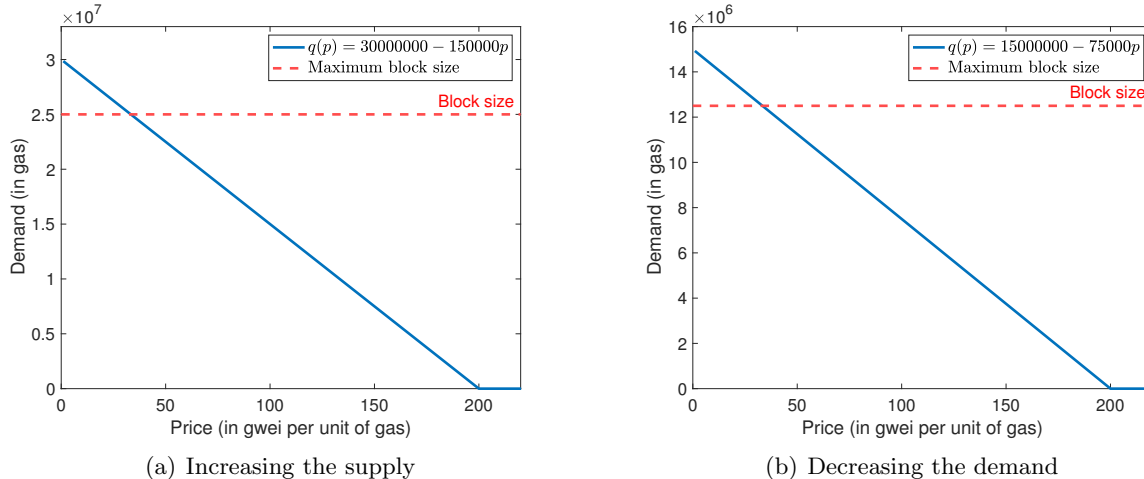 ×10^7
q(p) = 30000000 − 150000p
Maximum block size
Block size
3
2.5
2
1.5
1
0.5
0
0 50 100 150 200
Demand (in gas)
Price (in gwei per unit of gas)
(a) Increasing the supply
×10^6
q(p) = 15000000 − 75000p
Maximum block size
Block size
16
14
12
10
8
6
4
2
0
0 50 100 150 200
Demand (in gas)
Price (in gwei per unit of gas)
(b) Decreasing the demand